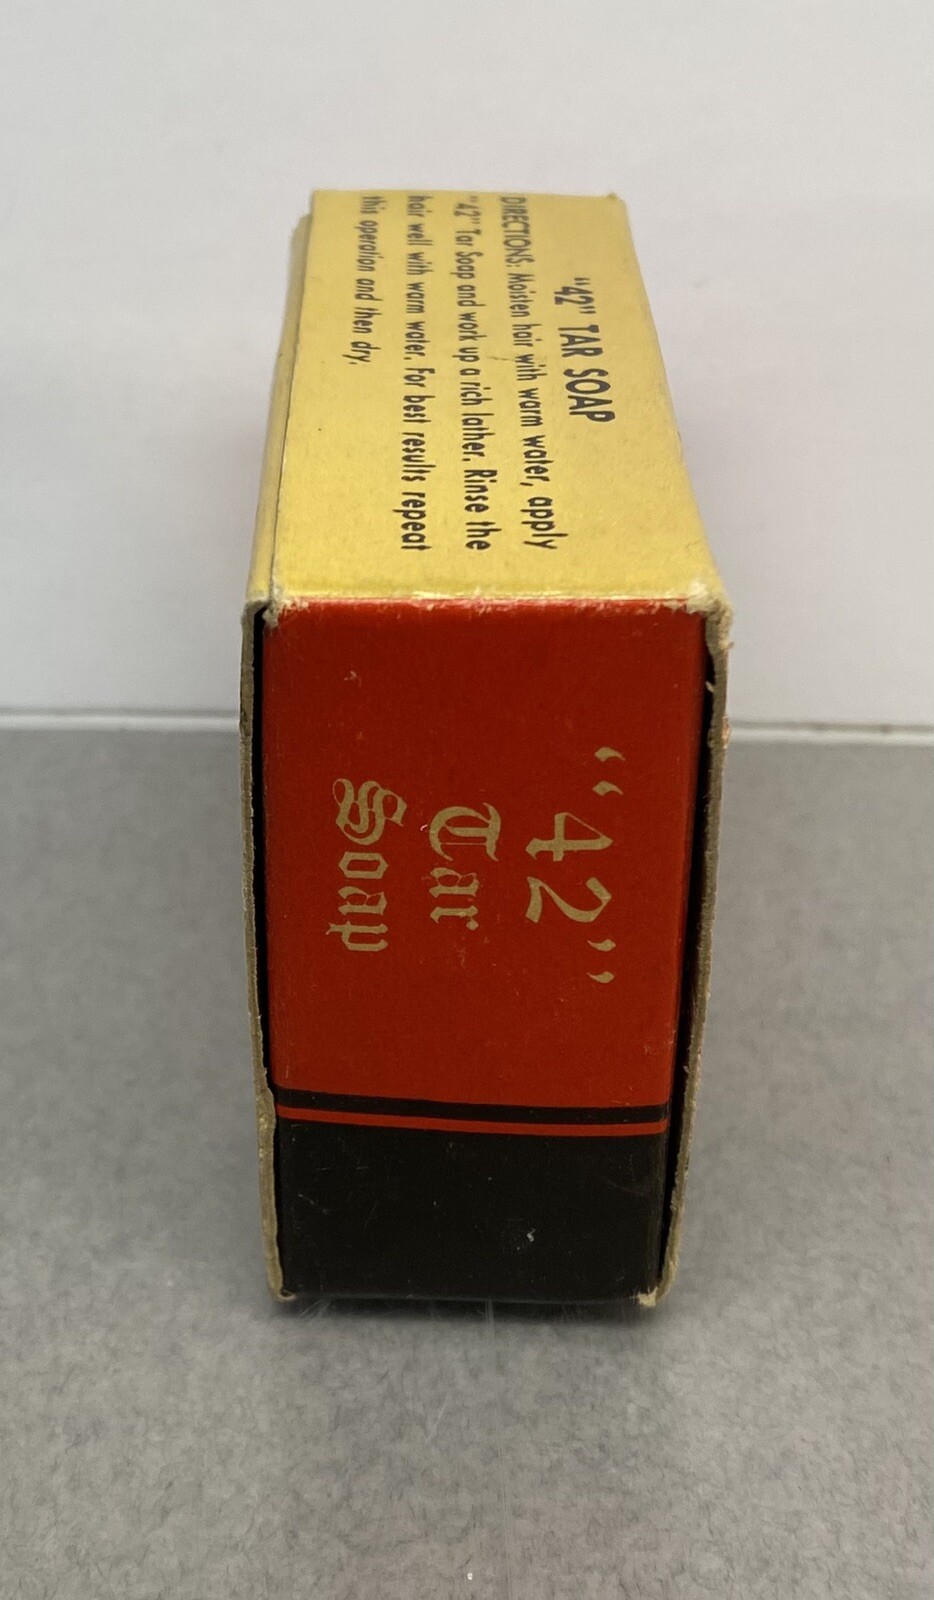 "42" TAR SOAP
DIRECTIONS: Moisten hair with warm water, apply
"42" Tar Soap and work up a rich lather. Rinse the
hair well with warm water. For best results repeat
this operation and then dry.
"42"
Tar
Soap